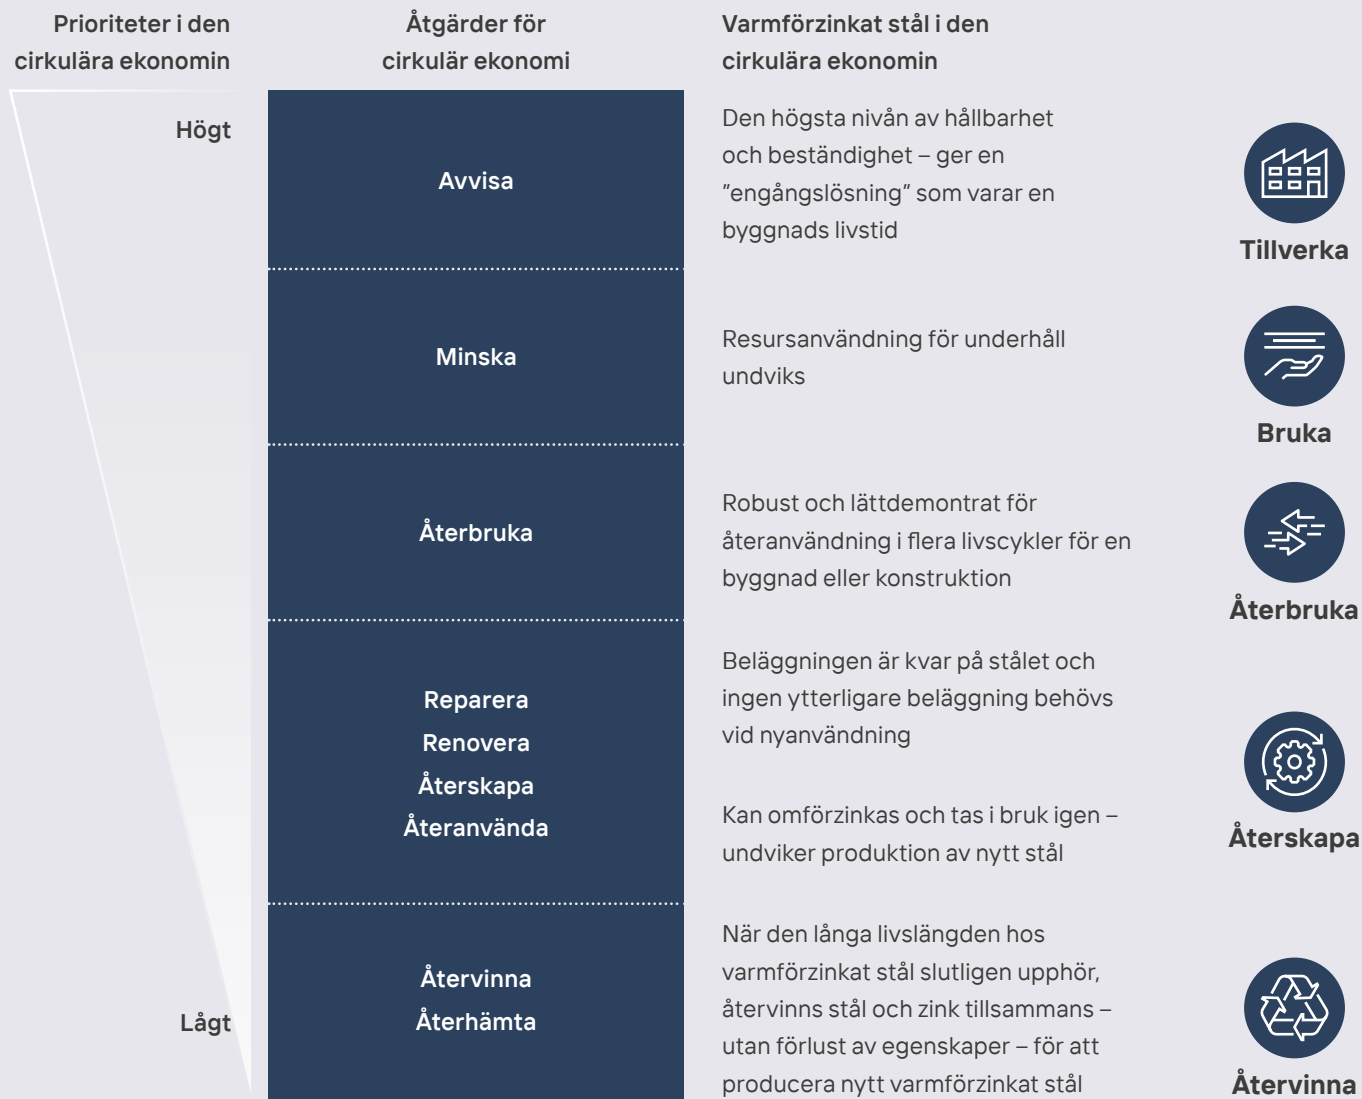 Prioriteter i den
cirkulära ekonomin
Åtgärder för
cirkulär ekonomi
Varmförzinkat stål i den
cirkulära ekonomin
Högt
Avvisa
Den högsta nivån av hållbarhet
och beständighet – ger en
”engångslösning” som varar en
byggnads livstid
Tillverka
Minska
Resursanvändning för underhåll
undviks
Bruka
Återbruka
Robust och lättdemontrat för
återanvändning i flera livscykler för en
byggnad eller konstruktion
Återbruka
Reparera
Renovera
Återskapa
Återanvända
Beläggningen är kvar på stålet och
ingen ytterligare beläggning behövs
vid nyanvändning
Kan omförzinkas och tas i bruk igen –
undviker produktion av nytt stål
Återskapa
Lågt
Återvinna
Återhämta
När den långa livslängden hos
varmförzinkat stål slutligen upphör,
återvinns stål och zink tillsammans –
utan förlust av egenskaper – för att
producera nytt varmförzinkat stål
Återvinna